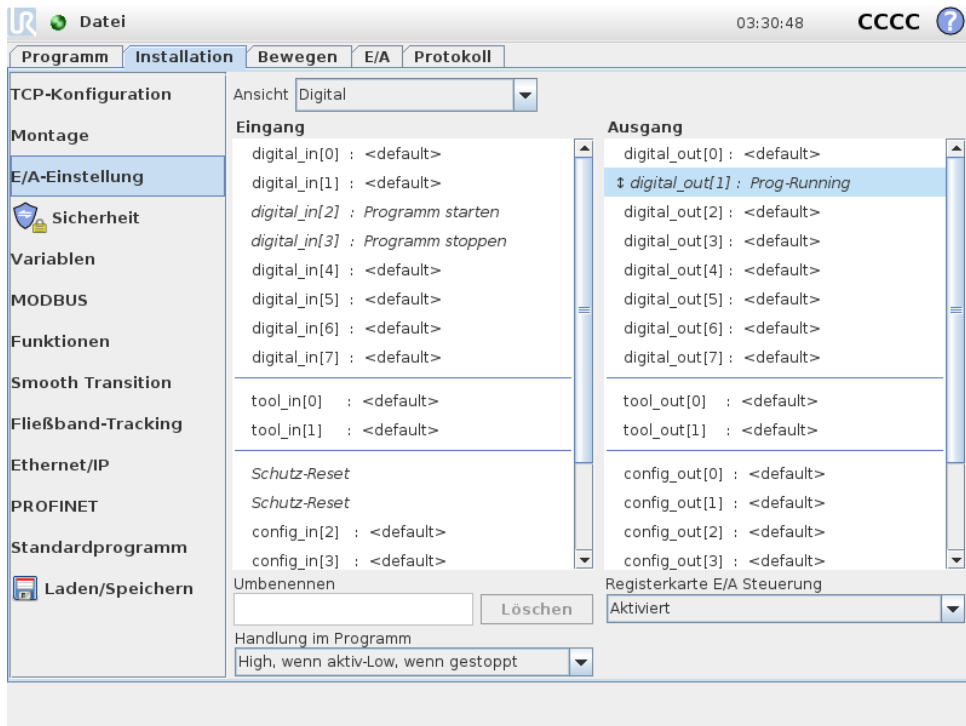 UR Datei 03:30:48 CCCC ?
Programm Installation Bewegen E/A Protokoll
TCP-Konfiguration
Montage
E/A-Einstellung
Sicherheit
Variablen
MODBUS
Funktionen
Smooth Transition
Fließband-Tracking
Ethernet/IP
PROFINET
Standardprogramm
Laden/Speichern
Ansicht Digital
Eingang
digital_in[0] : <default>
digital_in[1] : <default>
digital_in[2] : Programm starten
digital_in[3] : Programm stoppen
digital_in[4] : <default>
digital_in[5] : <default>
digital_in[6] : <default>
digital_in[7] : <default>
tool_in[0] : <default>
tool_in[1] : <default>
Schutz-Reset
Schutz-Reset
config_in[2] : <default>
config_in[3] : <default>
Umbenennen
Löschen
Handlung im Programm
High, wenn aktiv-Low, wenn gestoppt
Ausgang
digital_out[0] : <default>
↕ digital_out[1] : Prog-Running
digital_out[2] : <default>
digital_out[3] : <default>
digital_out[4] : <default>
digital_out[5] : <default>
digital_out[6] : <default>
digital_out[7] : <default>
tool_out[0] : <default>
tool_out[1] : <default>
config_out[0] : <default>
config_out[1] : <default>
config_out[2] : <default>
config_out[3] : <default>
Registerkarte E/A Steuerung
Aktiviert